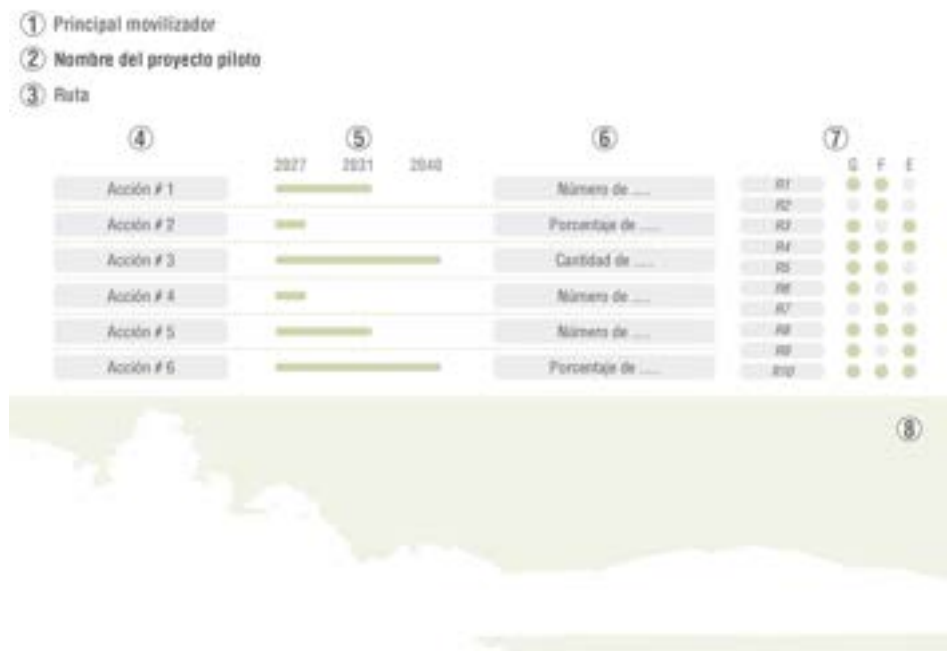 ① Principal movilizador
② Nombre del proyecto piloto
③ Ruta
④ ⑤ ⑥ ⑦
2027 2031 2040 G F E
Acción # 1 Número de ..... R1
R2
Acción # 2 Porcentaje de ..... R3
R4
Acción # 3 Cantidad de ..... R5
Acción # 4 Número de ..... R6
R7
Acción # 5 Número de ..... R8
R9
Acción # 6 Porcentaje de ..... R10
⑧